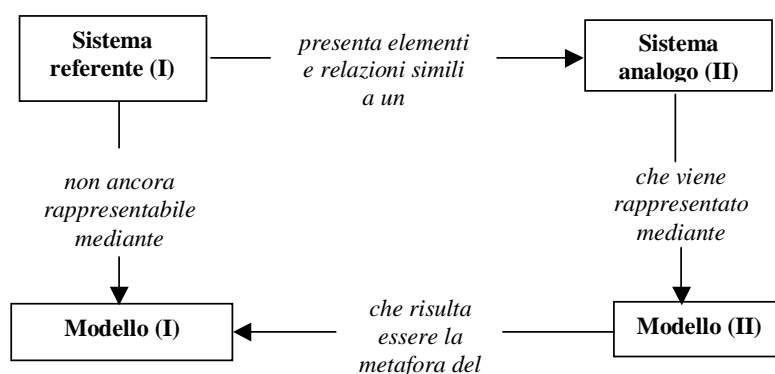 Sistema
referente (I)
presenta elementi
e relazioni simili
a un
Sistema
analogo (II)
non ancora
rappresentabile
mediante
che viene
rappresentato
mediante
Modello (I)
che risulta
essere la
metafora del
Modello (II)